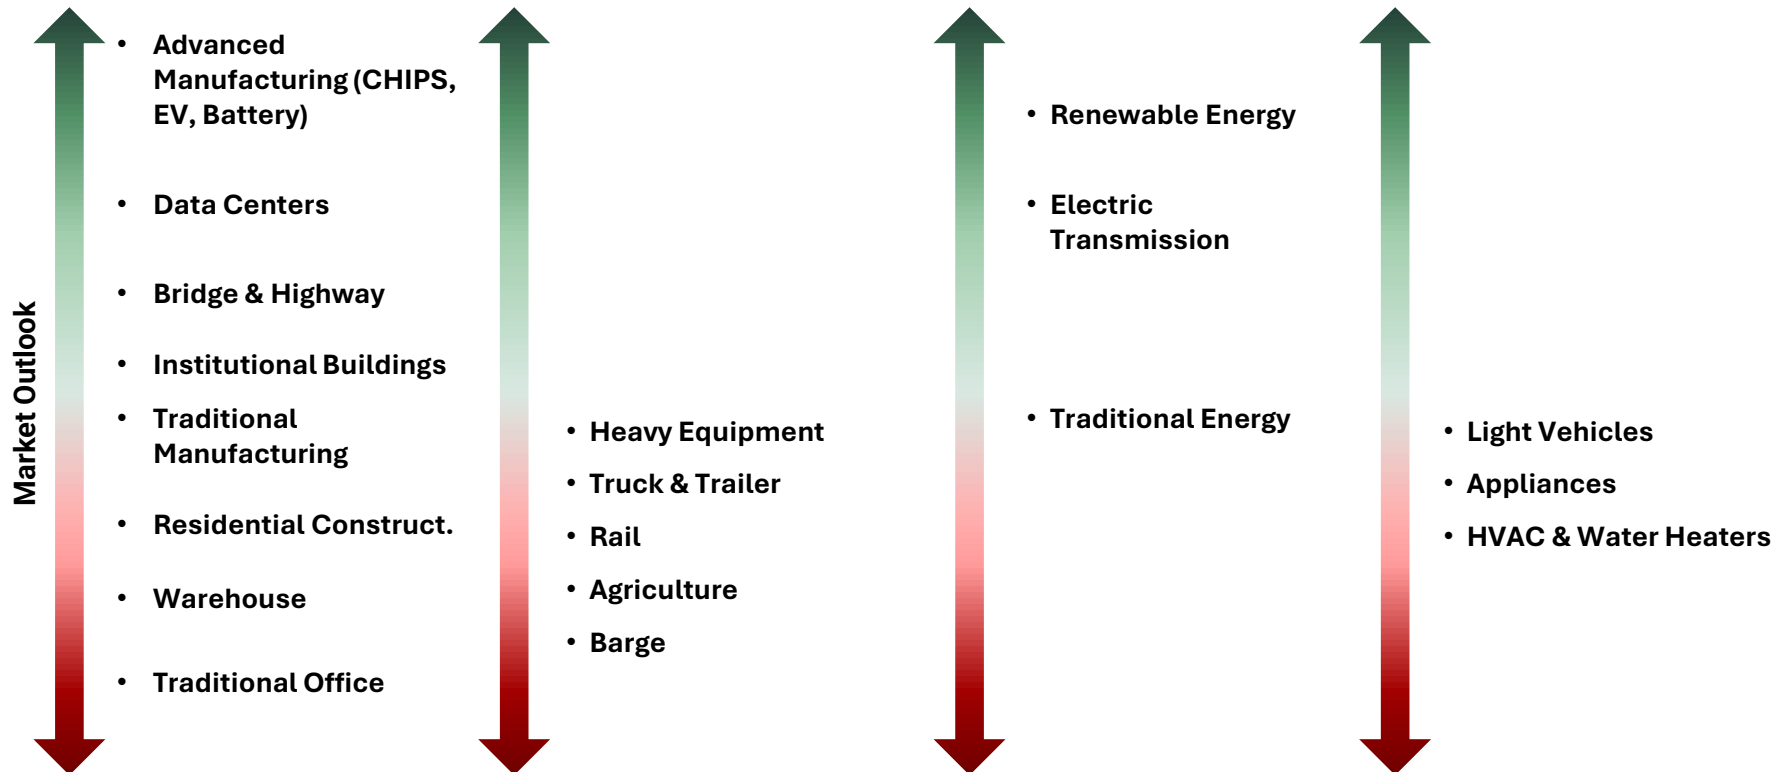 Market Outlook
• Advanced
Manufacturing (CHIPS,
EV, Battery)
• Data Centers
• Bridge & Highway
• Institutional Buildings
• Traditional
Manufacturing
• Residential Construct.
• Warehouse
• Traditional Office
• Heavy Equipment
• Truck & Trailer
• Rail
• Agriculture
• Barge
• Renewable Energy
• Electric
Transmission
• Traditional Energy
• Light Vehicles
• Appliances
• HVAC & Water Heaters